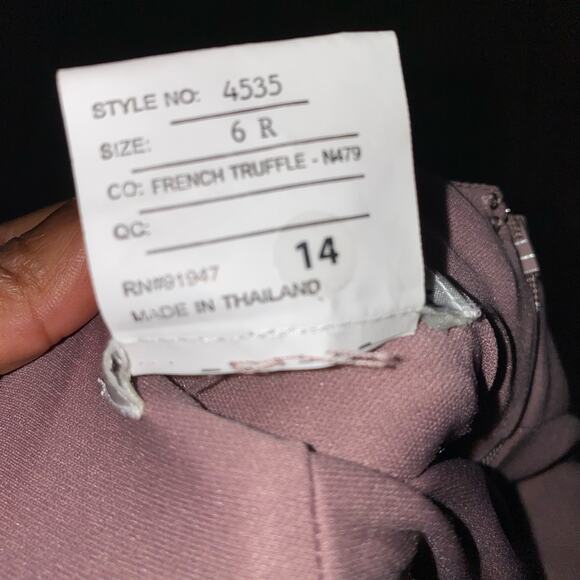 STYLE NO: 4535
SIZE: 6 R
CO: FRENCH TRUFFLE - N479
QC:
14
RN#91947
MADE IN THAILAND